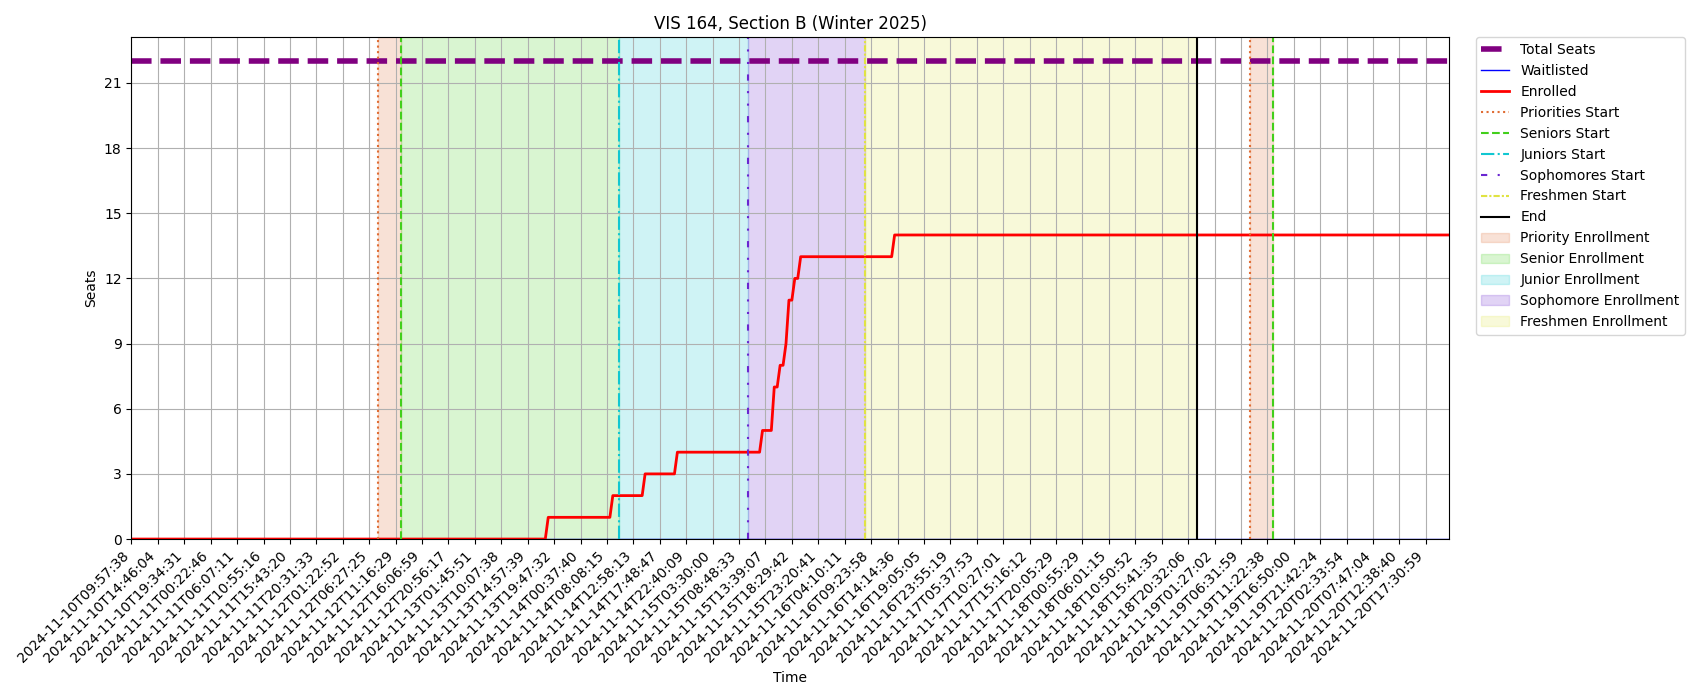 VIS 164, Section B (Winter 2025)
Total Seats
Waitlisted
Enrolled
Priorities Start
Seniors Start
Juniors Start
Sophomores Start
Freshmen Start
End
Priority Enrollment
Senior Enrollment
Junior Enrollment
Sophomore Enrollment
Freshmen Enrollment
Seats
21
18
15
12
9
6
3
0
2024-11-10T09:57:38
2024-11-10T14:46:04
2024-11-10T19:34:31
2024-11-11T00:22:46
2024-11-11T06:07:11
2024-11-11T10:55:16
2024-11-11T15:43:20
2024-11-11T20:31:33
2024-11-12T01:22:52
2024-11-12T06:27:25
2024-11-12T11:16:29
2024-11-12T16:06:59
2024-11-12T20:56:17
2024-11-13T01:45:51
2024-11-13T10:07:38
2024-11-13T14:57:39
2024-11-13T19:47:32
2024-11-14T00:37:40
2024-11-14T08:08:15
2024-11-14T12:58:13
2024-11-14T17:48:47
2024-11-14T22:40:09
2024-11-15T03:30:00
2024-11-15T08:48:33
2024-11-15T13:39:07
2024-11-15T18:29:42
2024-11-15T23:20:41
2024-11-16T04:10:11
2024-11-16T09:23:58
2024-11-16T14:14:36
2024-11-16T19:05:05
2024-11-16T23:55:19
2024-11-17T05:37:53
2024-11-17T10:27:01
2024-11-17T15:16:12
2024-11-17T20:05:29
2024-11-18T00:55:29
2024-11-18T06:01:15
2024-11-18T10:50:52
2024-11-18T15:41:35
2024-11-18T20:32:06
2024-11-19T01:27:02
2024-11-19T06:31:59
2024-11-19T11:22:38
2024-11-19T16:50:00
2024-11-19T21:42:24
2024-11-20T02:33:54
2024-11-20T07:47:04
2024-11-20T12:38:40
2024-11-20T17:30:59
Time